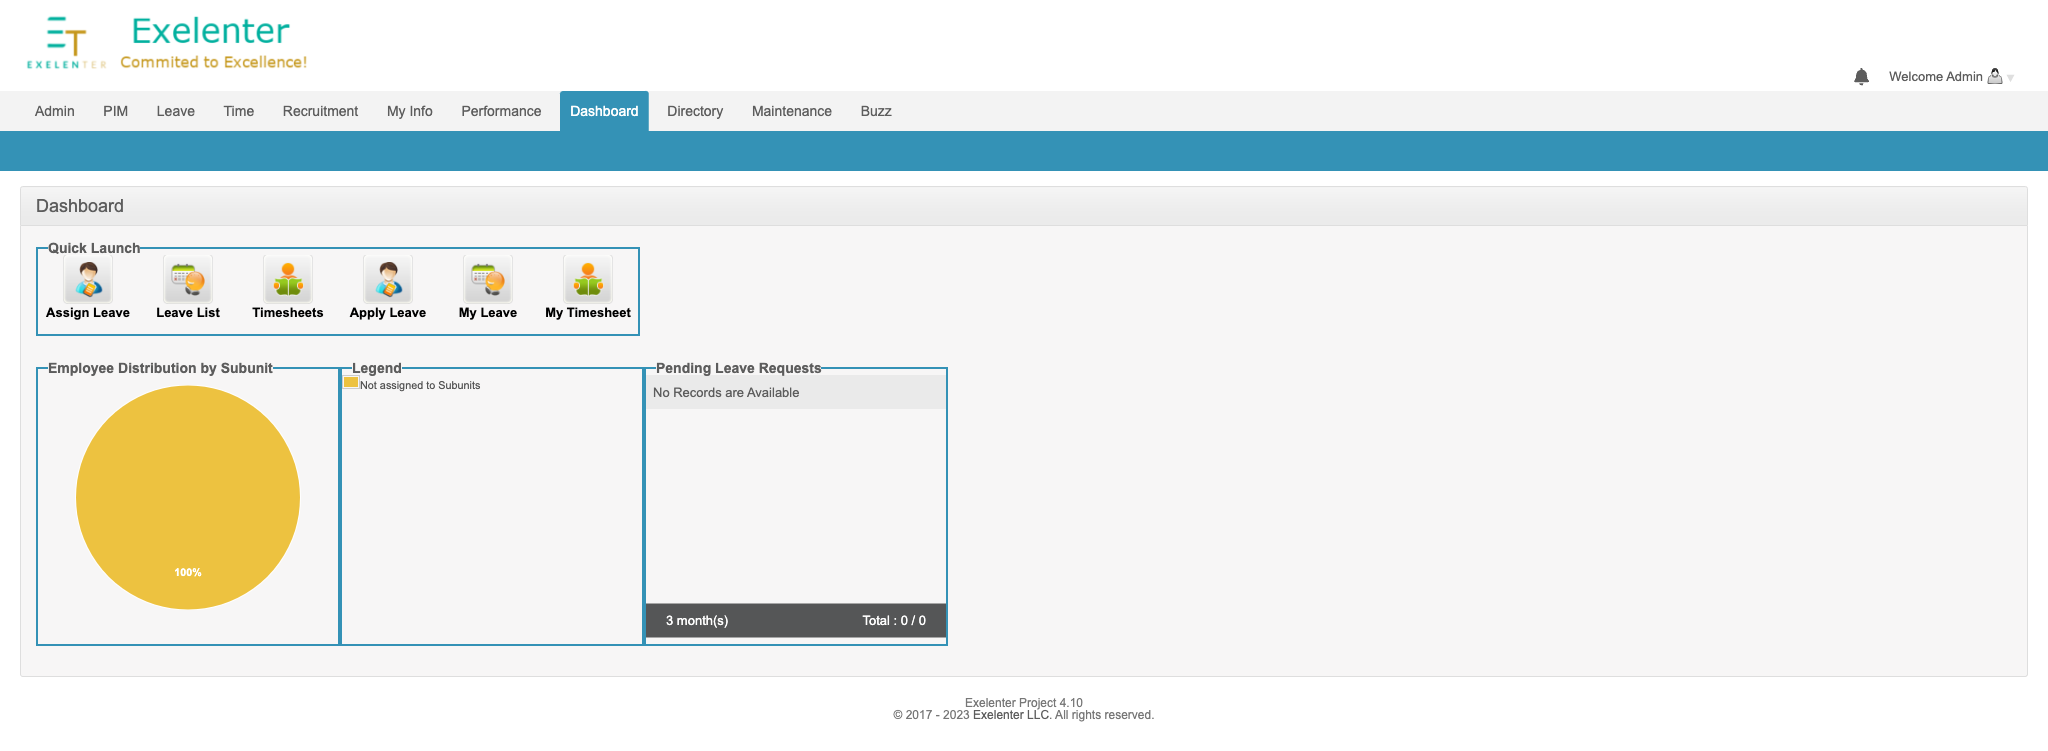 ET
EXELENTER
Exelenter
Commited to Excellence!
Welcome Admin
Admin PIM Leave Time Recruitment My Info Performance Dashboard Directory Maintenance Buzz
Dashboard
Quick Launch
Assign Leave Leave List Timesheets Apply Leave My Leave My Timesheet
Employee Distribution by Subunit
100%
Legend
Not assigned to Subunits
Pending Leave Requests
No Records are Available
3 month(s) Total : 0 / 0
Exelenter Project 4.10
© 2017 - 2023 Exelenter LLC. All rights reserved.